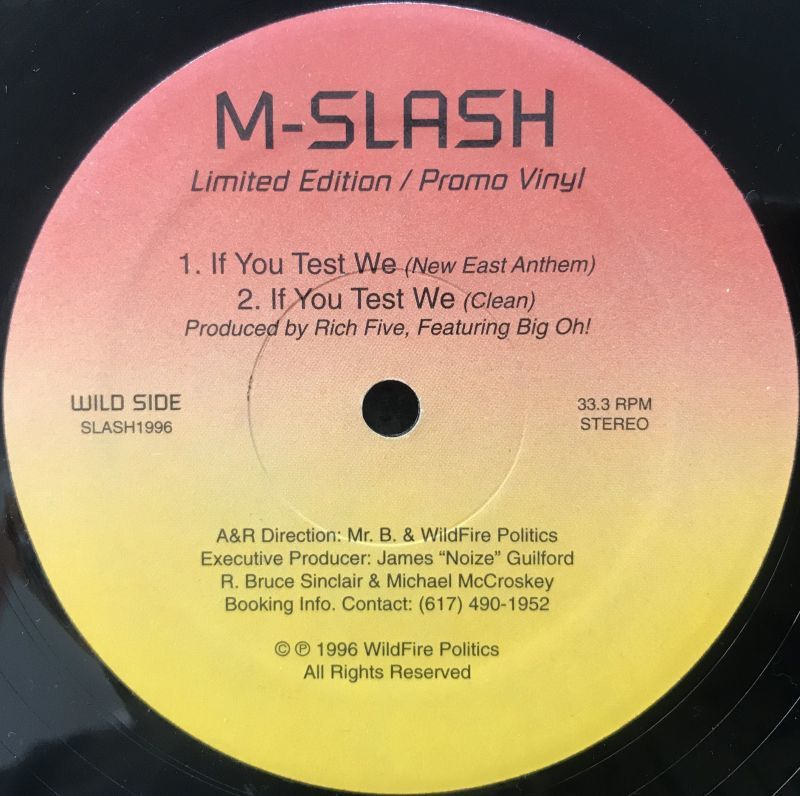 M-SLASH
Limited Edition / Promo Vinyl
1. If You Test We (New East Anthem)
2. If You Test We (Clean)
Produced by Rich Five, Featuring Big Oh!
WILD SIDE
SLASH1996
33.3 RPM
STEREO
A&R Direction: Mr. B. & WildFire Politics
Executive Producer: James “Noize” Guilford
R. Bruce Sinclair & Michael McCroskey
Booking Info. Contact: (617) 490-1952
© ℗ 1996 WildFire Politics
All Rights Reserved